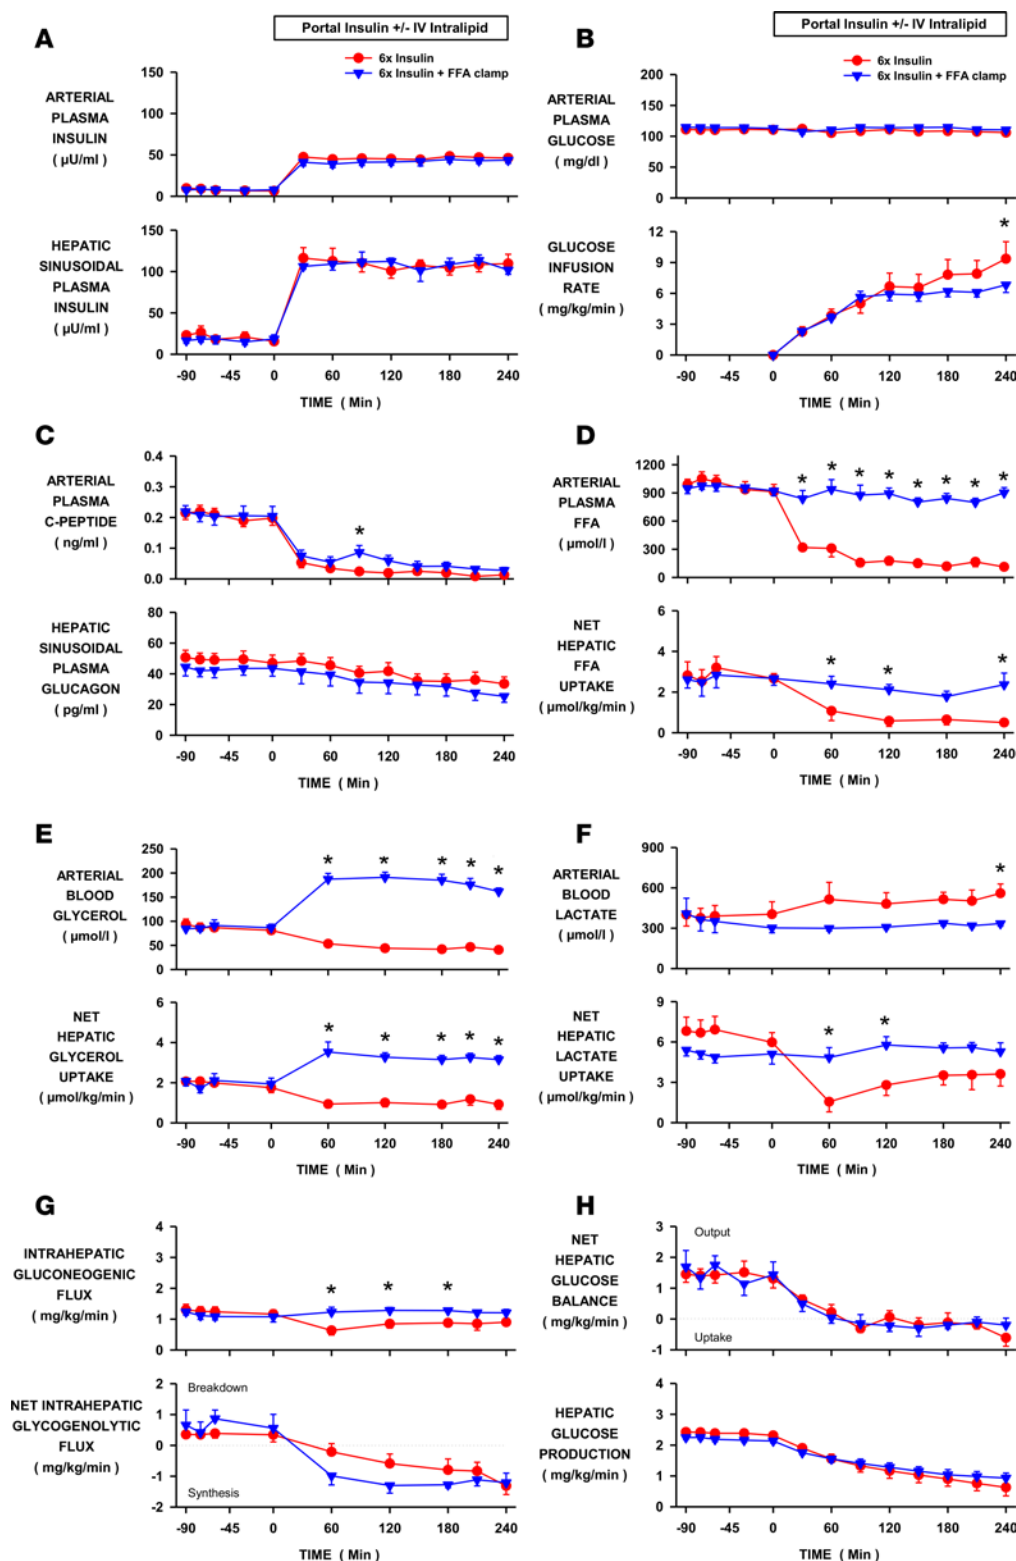 Portal Insulin +/- IV Intralipid
A
6x Insulin
6x Insulin + FFA clamp
ARTERIAL
PLASMA
INSULIN
( µU/ml )
150
100
50
0
HEPATIC
SINUSOIDAL
PLASMA
INSULIN
( µU/ml )
150
100
50
0
-90 -45 0 60 120 180 240
TIME ( Min )
Portal Insulin +/- IV Intralipid
B
6x Insulin
6x Insulin + FFA clamp
ARTERIAL
PLASMA
GLUCOSE
( mg/dl )
200
150
100
50
0
GLUCOSE
INFUSION
RATE
( mg/kg/min )
12
9
6
3
0
*
-90 -45 0 60 120 180 240
TIME ( Min )
C
ARTERIAL
PLASMA
C-PEPTIDE
( ng/ml )
0.4
0.3
0.2
0.1
0.0
*
HEPATIC
SINUSOIDAL
PLASMA
GLUCAGON
( pg/ml )
80
60
40
20
0
-90 -45 0 60 120 180 240
TIME ( Min )
D
ARTERIAL
PLASMA
FFA
( µmol/l )
1200
900
600
300
0
* * * * * * * *
NET
HEPATIC
FFA
UPTAKE
( µmol/kg/min )
6
4
2
0
* * *
-90 -45 0 60 120 180 240
TIME ( Min )
E
ARTERIAL
BLOOD
GLYCEROL
( µmol/l )
250
200
150
100
50
0
* * * * *
NET
HEPATIC
GLYCEROL
UPTAKE
( µmol/kg/min )
6
4
2
0
* * * * *
-90 -45 0 60 120 180 240
TIME ( Min )
F
ARTERIAL
BLOOD
LACTATE
( µmol/l )
900
600
300
0
*
NET
HEPATIC
LACTATE
UPTAKE
( µmol/kg/min )
9
6
3
0
* *
-90 -45 0 60 120 180 240
TIME ( Min )
G
INTRAHEPATIC
GLUCONEOGENIC
FLUX
( mg/kg/min )
4
3
2
1
0
* * *
NET INTRAHEPATIC
GLYCOGENOLYTIC
FLUX
( mg/kg/min )
2
1
0
-1
-2
Breakdown
Synthesis
-90 -45 0 60 120 180 240
TIME ( Min )
H
NET
HEPATIC
GLUCOSE
BALANCE
( mg/kg/min )
3
2
1
0
-1
Output
Uptake
HEPATIC
GLUCOSE
PRODUCTION
( mg/kg/min )
4
3
2
1
0
-90 -45 0 60 120 180 240
TIME ( Min )